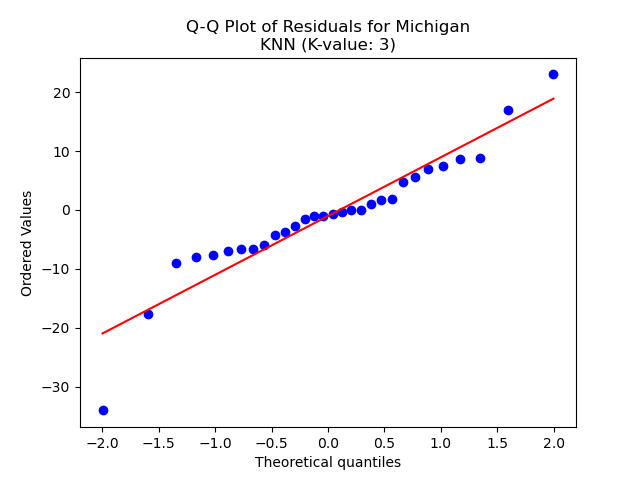 Q-Q Plot of Residuals for Michigan
KNN (K-value: 3)
Ordered Values
20
10
0
−10
−20
−30
−2.0 −1.5 −1.0 −0.5 0.0 0.5 1.0 1.5 2.0
Theoretical quantiles